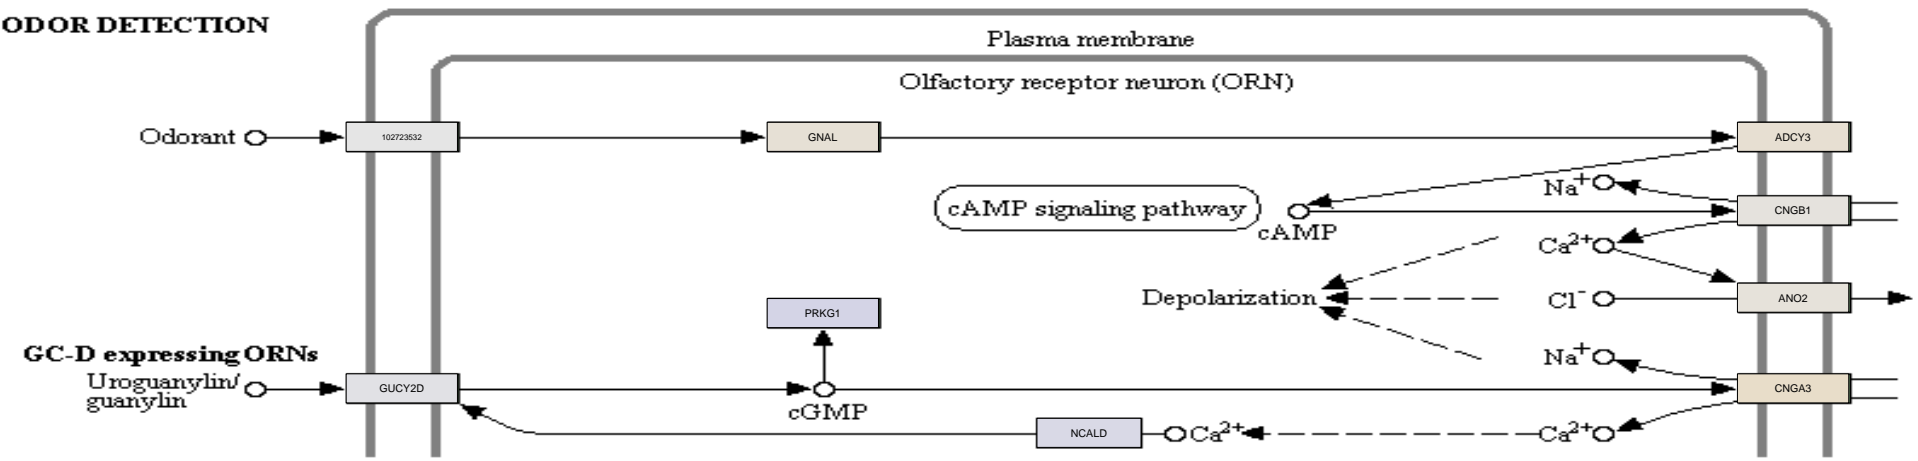 ODOR DETECTION
Plasma membrane
Olfactory receptor neuron (ORN)
Odorant
102723532
GNAL
ADCY3
Na+
cAMP signaling pathway
CNGB1
cAMP
Ca2+
Depolarization
Cl-
ANO2
PRKG1
GC-D expressing ORNs
Na+
Uroguanylin/
guanylin
GUCY2D
CNGA3
cGMP
NCALD
Ca2+
Ca2+